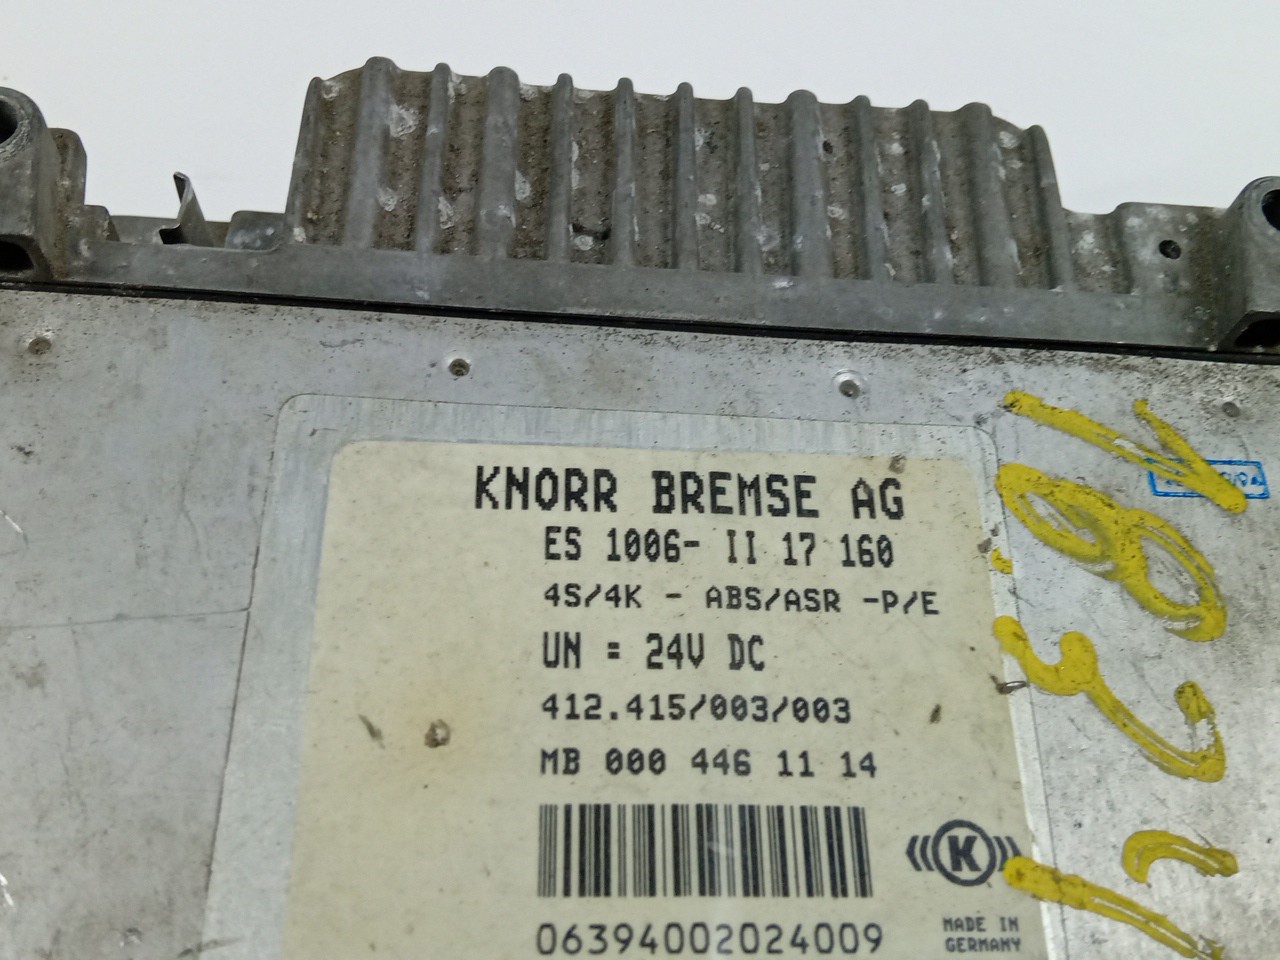 KNORR BREMSE AG
ES 1006- II 17 160
4S/4K - ABS/ASR -P/E
UN = 24V DC
412.415/003/003
MB 000 446 11 14
K
06394002024009
MADE IN
GERMANY